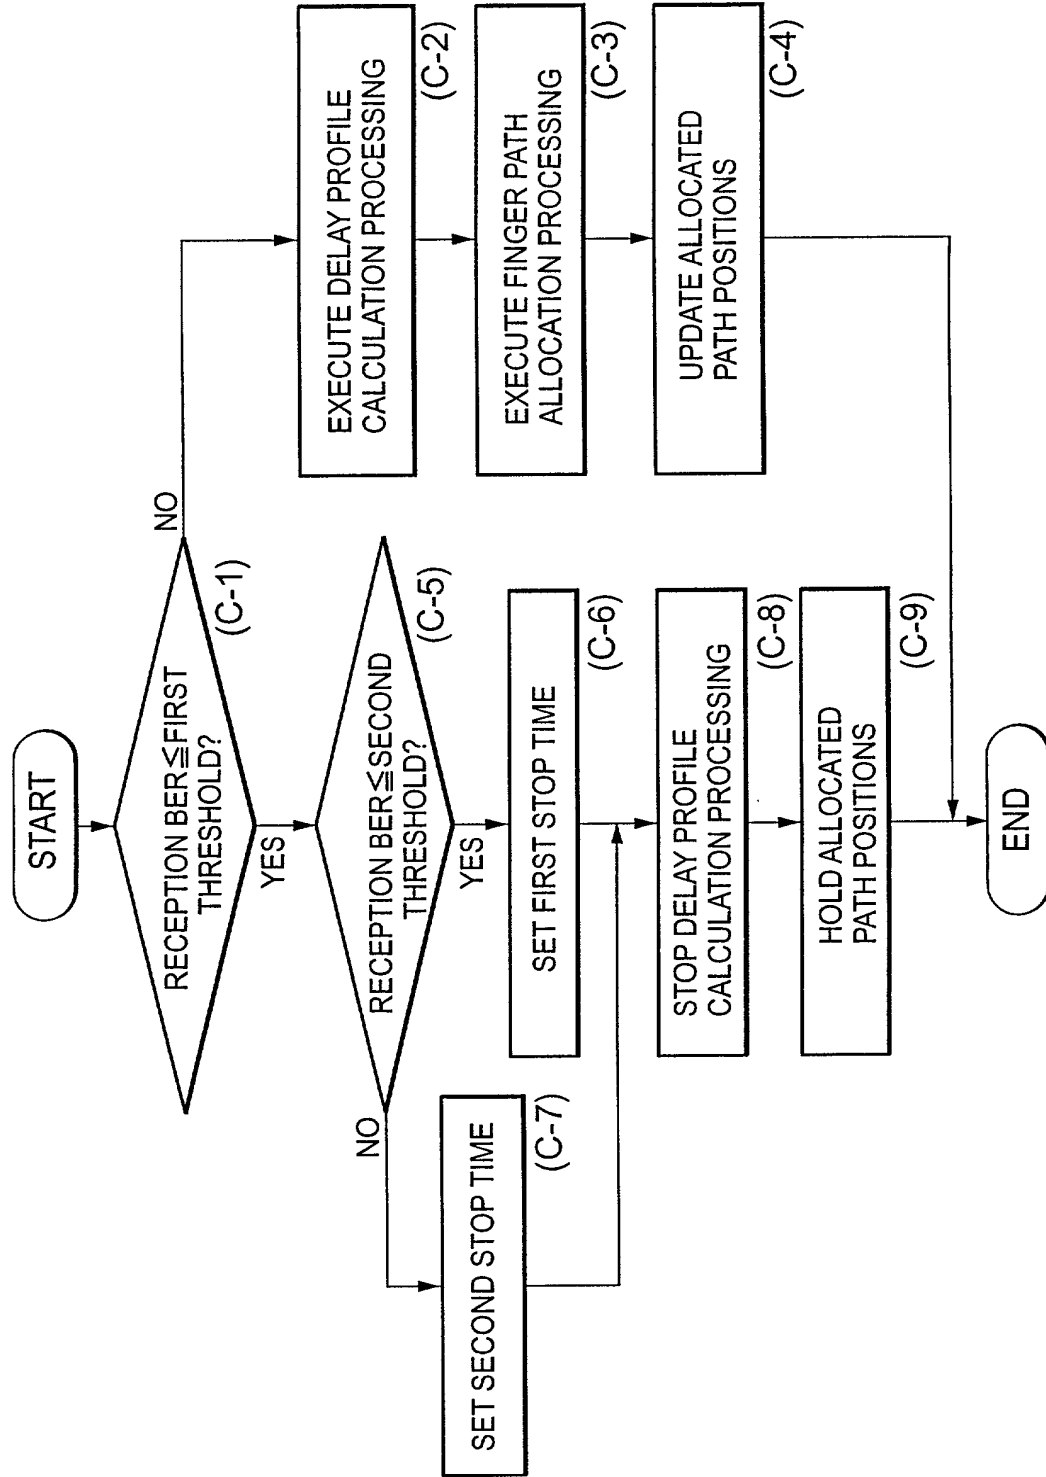 START
RECEPTION BER≦FIRST
THRESHOLD?
(C-1)
NO
YES
EXECUTE DELAY PROFILE
CALCULATION PROCESSING
(C-2)
EXECUTE FINGER PATH
ALLOCATION PROCESSING
(C-3)
UPDATE ALLOCATED
PATH POSITIONS
(C-4)
RECEPTION BER≦SECOND
THRESHOLD?
(C-5)
NO
YES
SET FIRST STOP TIME
(C-6)
SET SECOND STOP TIME
(C-7)
STOP DELAY PROFILE
CALCULATION PROCESSING
(C-8)
HOLD ALLOCATED
PATH POSITIONS
(C-9)
END